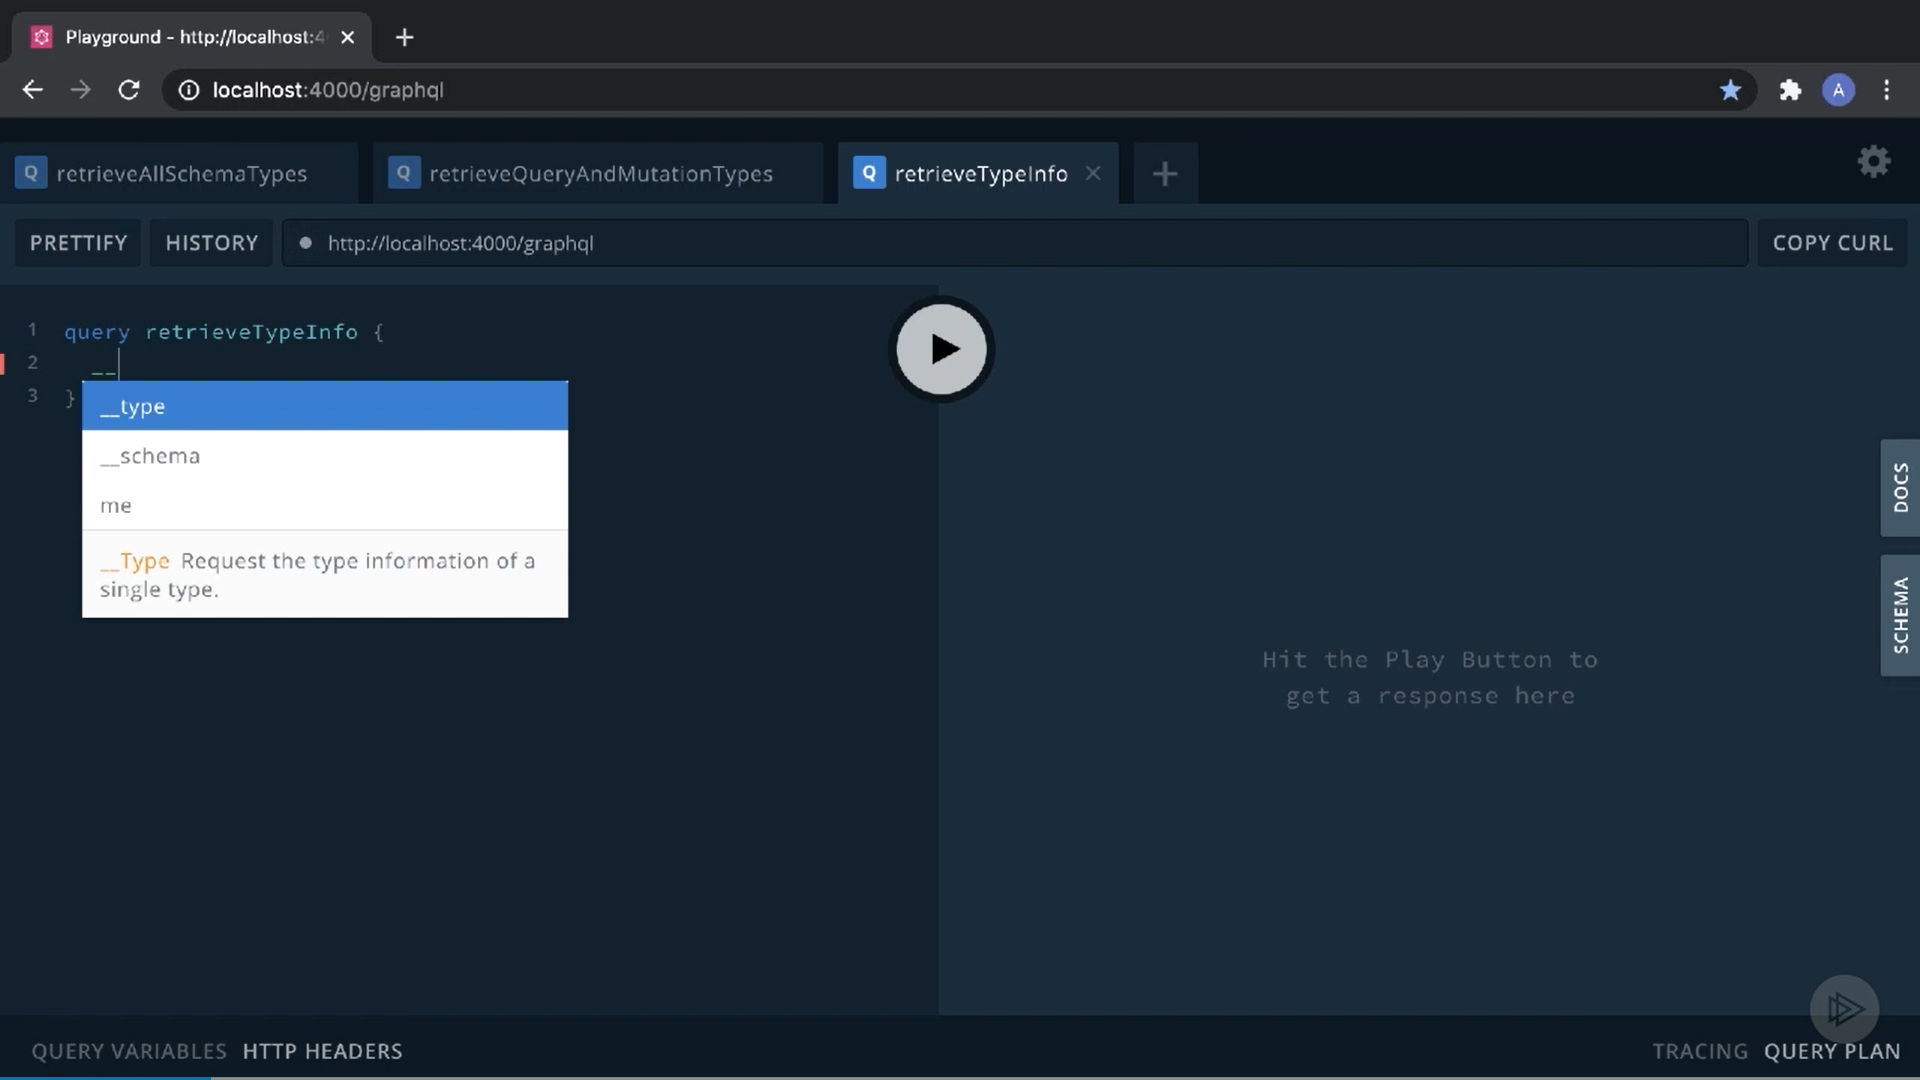 Playground - http://localhost:4
localhost:4000/graphql
A
Q retrieveAllSchemaTypes
Q retrieveQueryAndMutationTypes
Q retrieveTypeInfo
PRETTIFY
HISTORY
http://localhost:4000/graphql
COPY CURL
1 query retrieveTypeInfo {
2 __
3 }
__type
__schema
me
__Type Request the type information of a
single type.
Hit the Play Button to
get a response here
DOCS
SCHEMA
QUERY VARIABLES
HTTP HEADERS
TRACING
QUERY PLAN